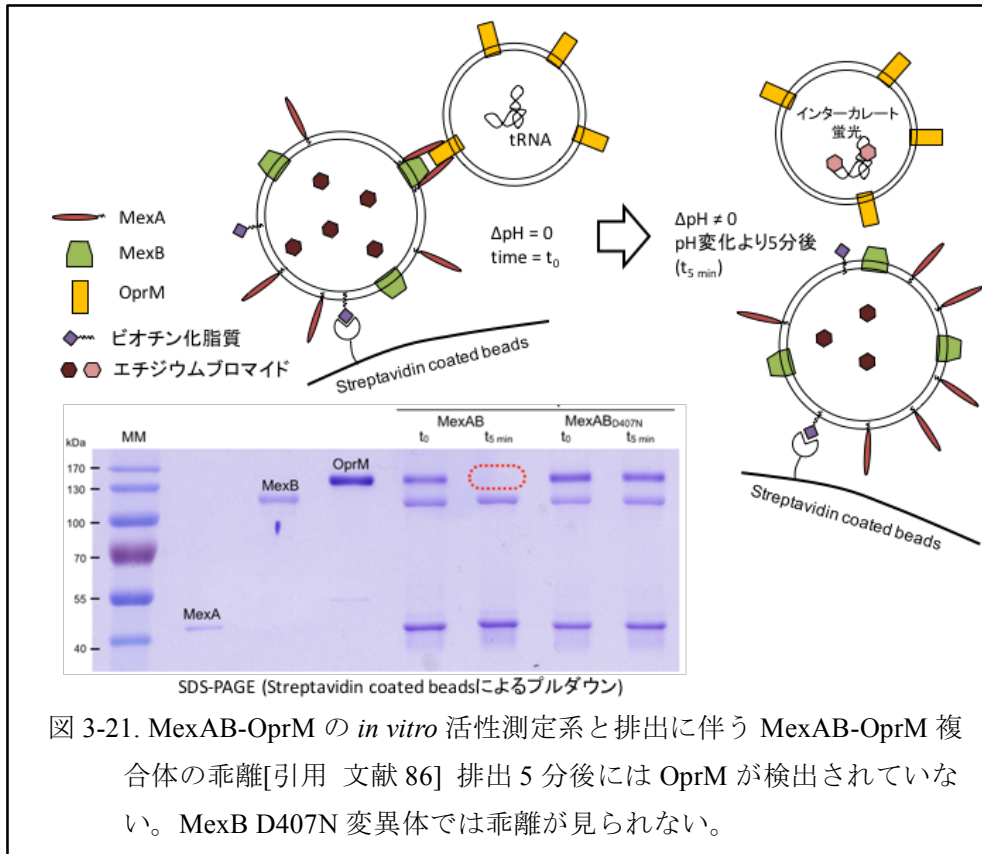 tRNA
インターカレート
蛍光
MexA
MexB
OprM
ビオチン化脂質
エチジウムブロマイド
ΔpH = 0
time = t₀
ΔpH ≠ 0
pH 変化より5分後
(t₅ min)
Streptavidin coated beads
Streptavidin coated beads
MexAB MexABD407N
kDa MM t₀ t₅ min t₀ t₅ min
170
130
100
70
55
40
MexA
MexB
OprM
SDS-PAGE (Streptavidin coated beadsによるプルダウン)
図 3-21. MexAB-OprM の in vitro 活性測定系と排出に伴う MexAB-OprM 複
合体の乖離[引用 文献 86] 排出 5 分後には OprM が検出されていな
い。MexB D407N 変異体では乖離が見られない。